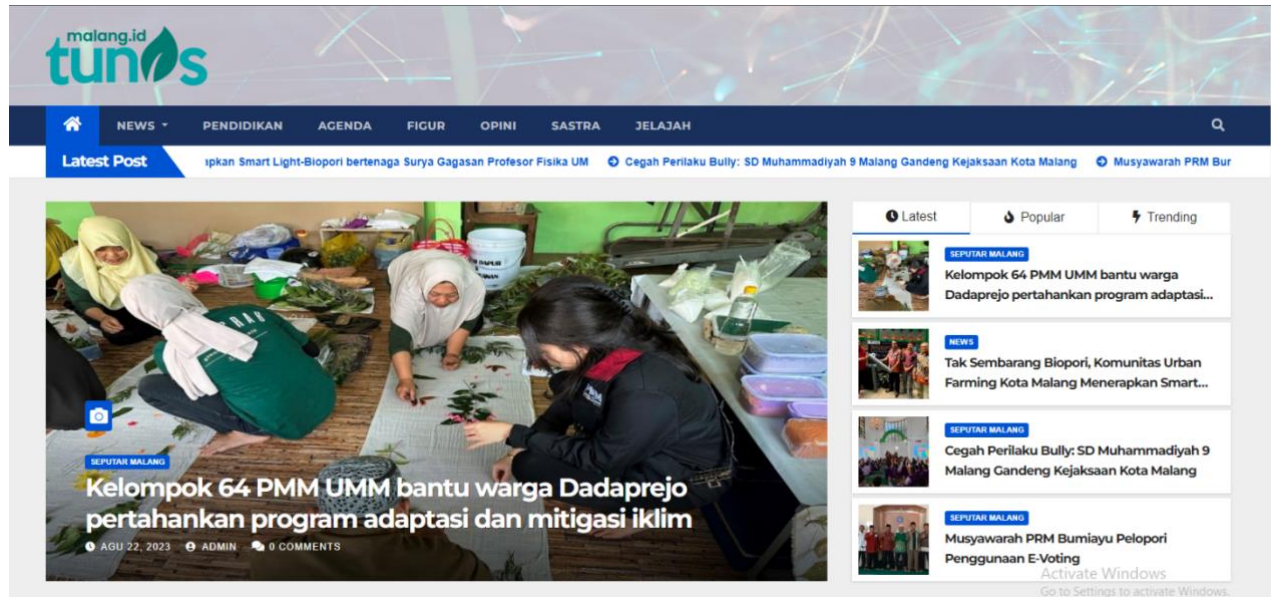 malang.id
tunas
NEWS
PENDIDIKAN
AGENDA
FIGUR
OPINI
SASTRA
JELAJAH
Latest Post
apkan Smart Light-Biopori bertenaga Surya Gagasan Profesor Fisika UM
Cegah Perilaku Bully: SD Muhammadiyah 9 Malang Gandeng Kejaksaan Kota Malang
Musyawarah PRM Bur
SEPUTAR MALANG
Kelompok 64 PMM UMM bantu warga Dadaprejo
pertahankan program adaptasi dan mitigasi iklim
AGU 22, 2023 ADMIN 0 COMMENTS
Latest
Popular
Trending
SEPUTAR MALANG
Kelompok 64 PMM UMM bantu warga
Dadaprejo pertahankan program adaptasi...
NEWS
Tak Sembarang Biopori, Komunitas Urban
Farming Kota Malang Menerapkan Smart...
SEPUTAR MALANG
Cegah Perilaku Bully: SD Muhammadiyah 9
Malang Gandeng Kejaksaan Kota Malang
SEPUTAR MALANG
Musyawarah PRM Bumiayu Pelopori
Penggunaan E-Voting
Activate Windows
Go to Settings to activate Windows.